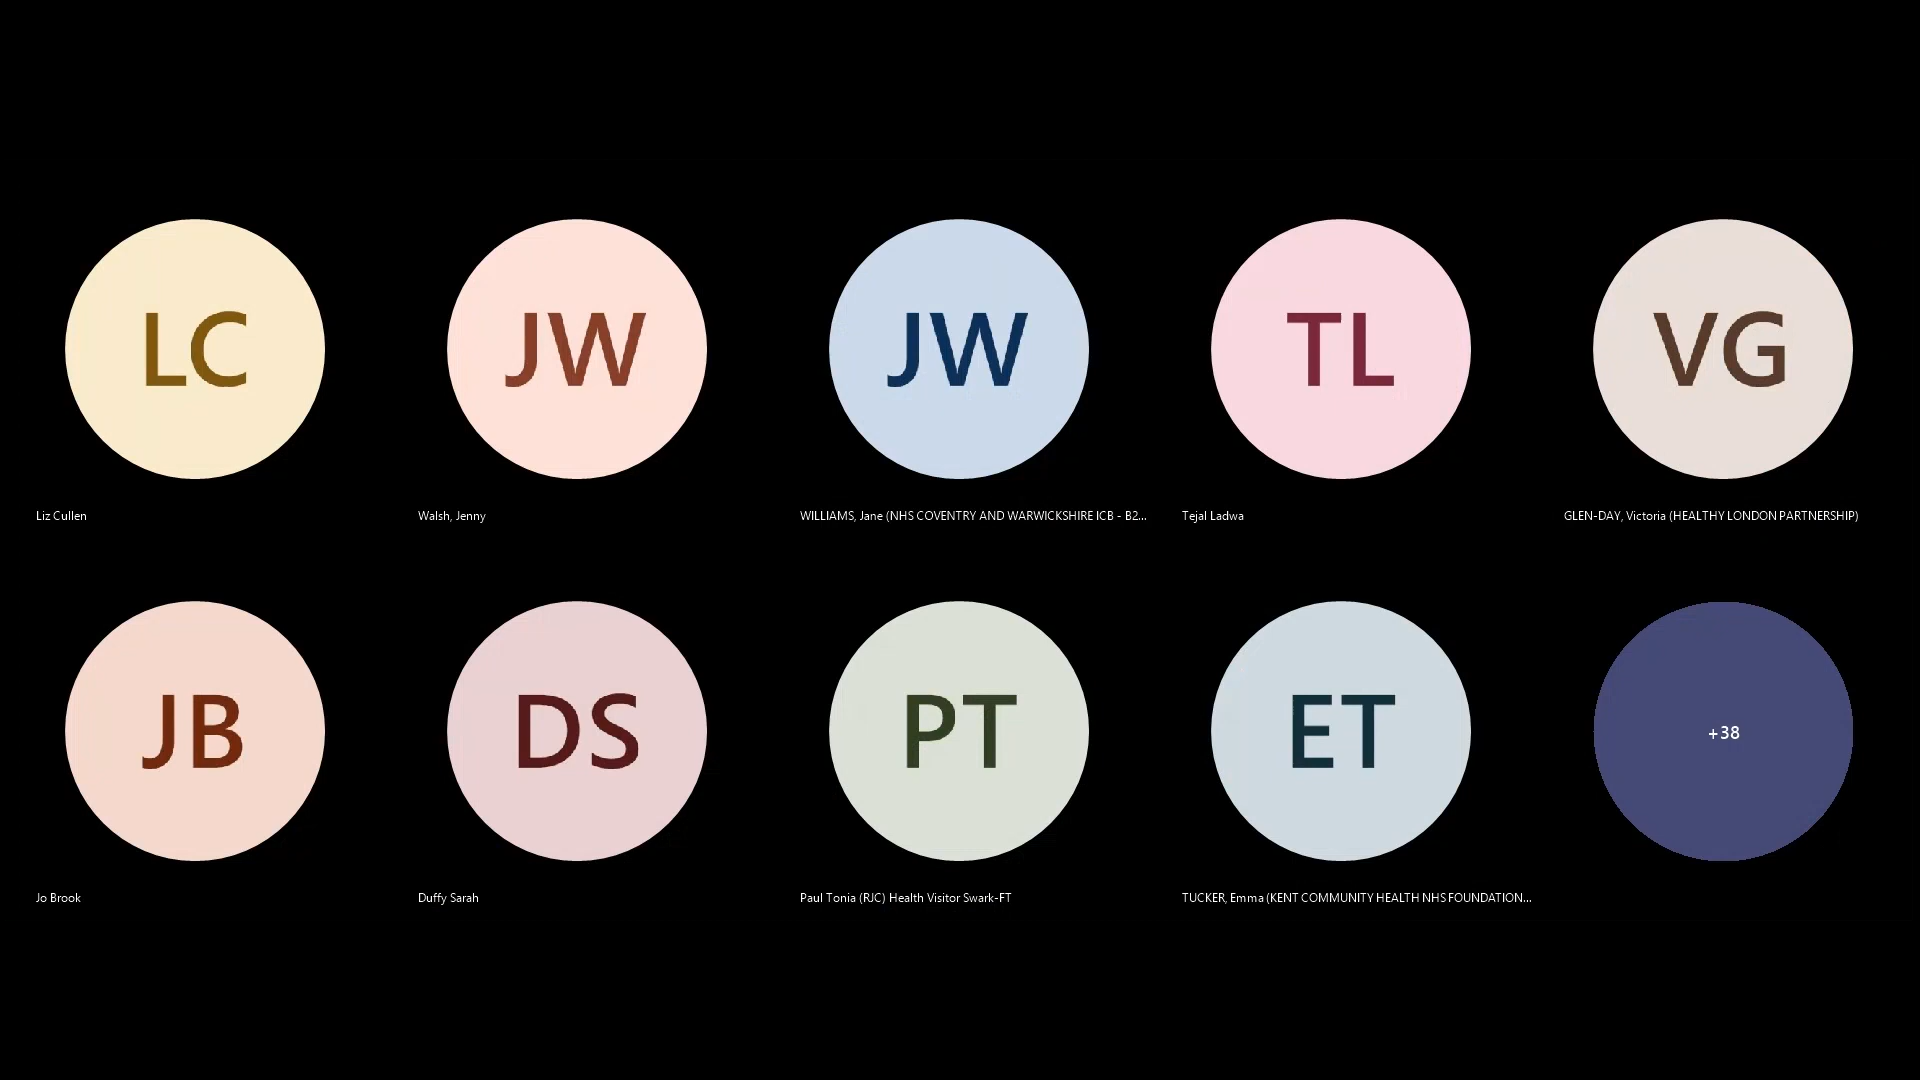 LC
JW
JW
TL
VG
Liz Cullen
Walsh, Jenny
WILLIAMS, Jane (NHS COVENTRY AND WARWICKSHIRE ICB - B2...
Tejal Ladwa
GLEN-DAY, Victoria (HEALTHY LONDON PARTNERSHIP)
JB
DS
PT
ET
+38
Jo Brook
Duffy Sarah
Paul Tonia (RJC) Health Visitor Swark-FT
TUCKER, Emma (KENT COMMUNITY HEALTH NHS FOUNDATION...